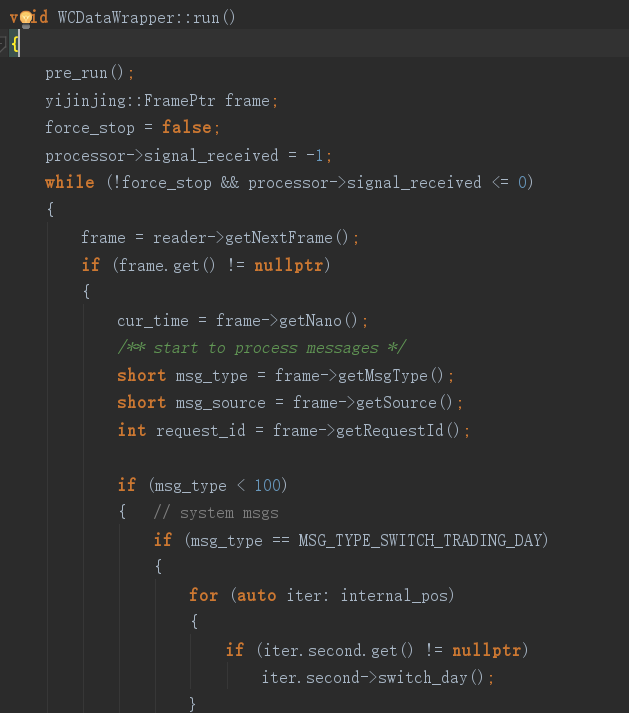 void WCDataWrapper::run()
{
    pre_run();
    yijinjing::FramePtr frame;
    force_stop = false;
    processor->signal_received = -1;
    while (!force_stop && processor->signal_received <= 0)
    {
        frame = reader->getNextFrame();
        if (frame.get() != nullptr)
        {
            cur_time = frame->getNano();
            /** start to process messages */
            short msg_type = frame->getMsgType();
            short msg_source = frame->getSource();
            int request_id = frame->getRequestId();

            if (msg_type < 100)
            {   // system msgs
                if (msg_type == MSG_TYPE_SWITCH_TRADING_DAY)
                {
                    for (auto iter: internal_pos)
                    {
                        if (iter.second.get() != nullptr)
                            iter.second->switch_day();
                    }